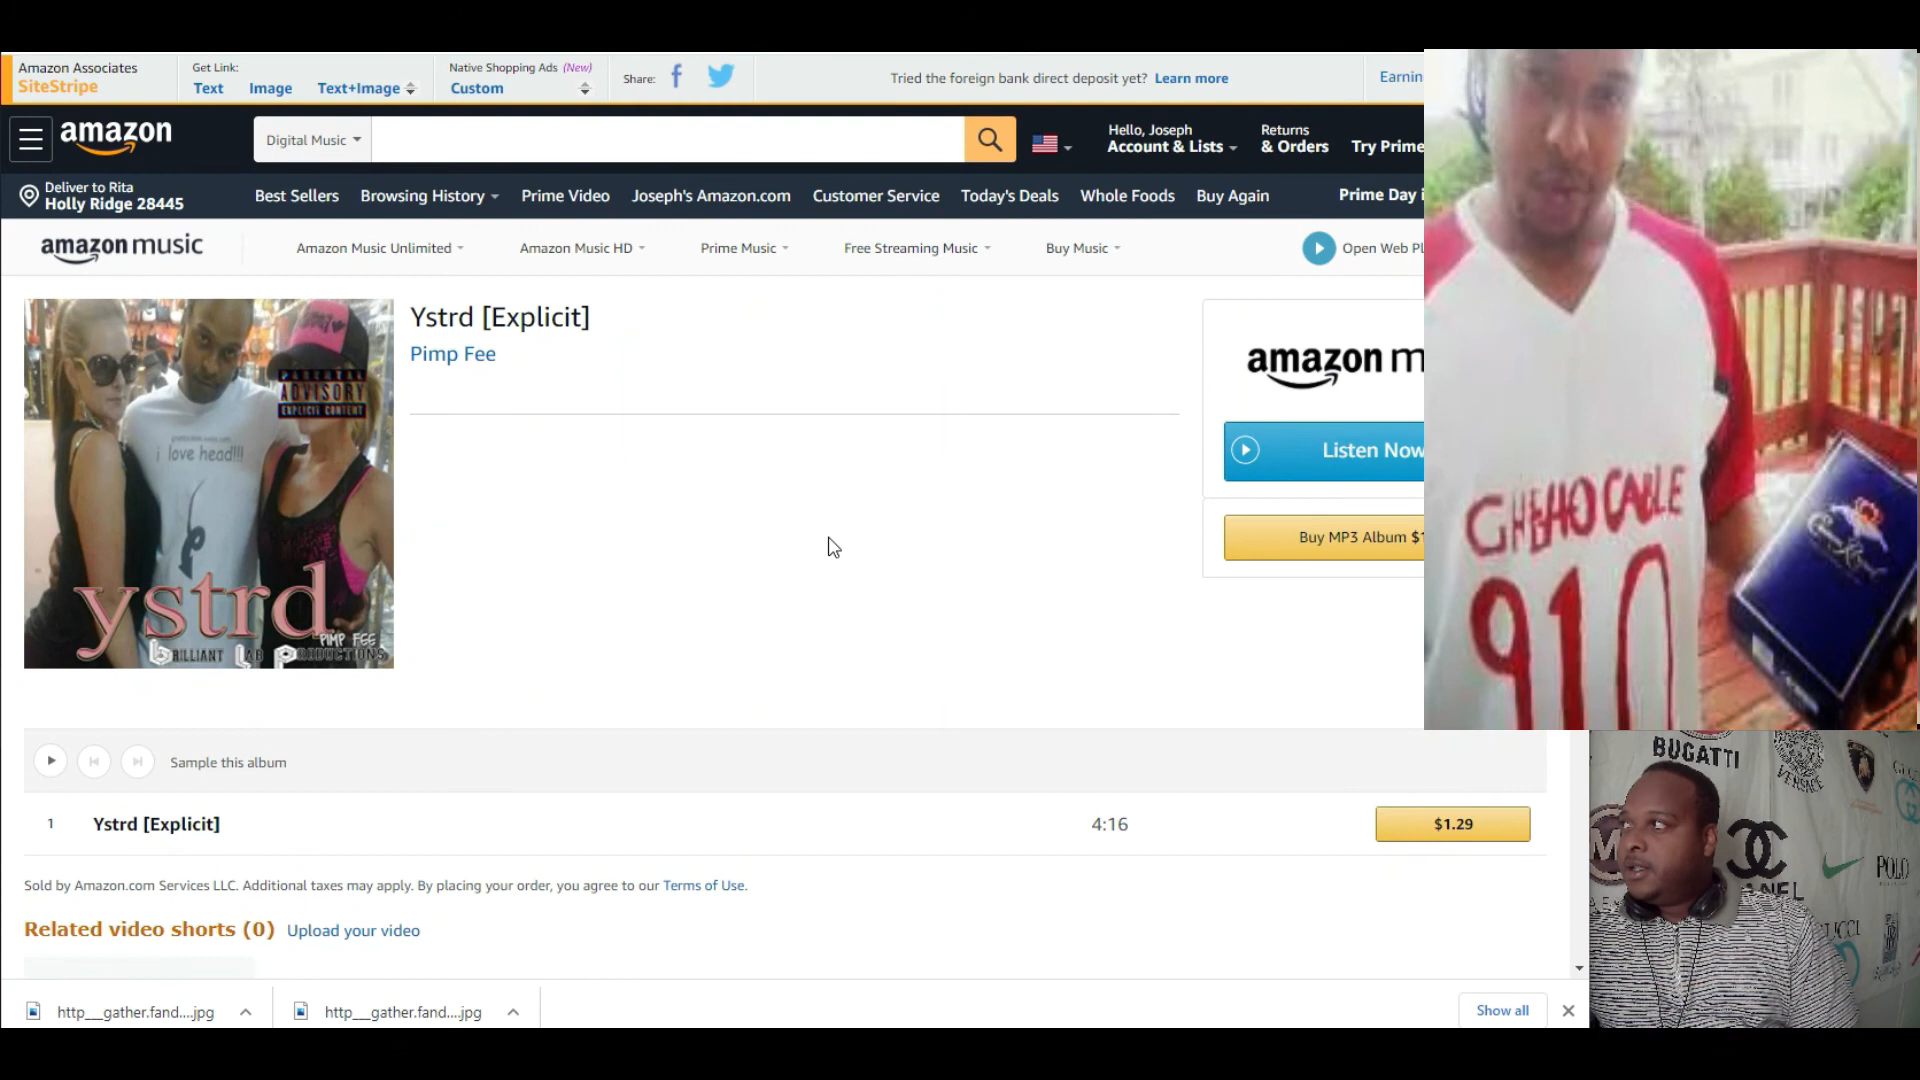 Amazon Associates
SiteStripe
Get Link:
Text Image Text+Image
Native Shopping Ads (New)
Custom
Share:
Tried the foreign bank direct deposit yet? Learn more
Earnin
amazon
Digital Music
Hello, Joseph
Account & Lists
Returns
& Orders
Try Prime
Deliver to Rita
Holly Ridge 28445
Best Sellers Browsing History Prime Video Joseph's Amazon.com Customer Service Today's Deals Whole Foods Buy Again
Prime Day i
amazon music
Amazon Music Unlimited Amazon Music HD Prime Music Free Streaming Music Buy Music
Open Web Pl
Ystrd [Explicit]
Pimp Fee
PARENTAL
ADVISORY
EXPLICIT CONTENT
i love head!!!
ystrd
PIMP FEE
BRILLIANT LAB PRODUCTIONS
amazon m
Listen Now
Buy MP3 Album $1
GHETTO CABLE
910
Sample this album
1 Ystrd [Explicit] 4:16 $1.29
Sold by Amazon.com Services LLC. Additional taxes may apply. By placing your order, you agree to our Terms of Use.
Related video shorts (0) Upload your video
http__gather.fand....jpg
http__gather.fand....jpg
Show all
BUGATTI
VERSACE
POLO